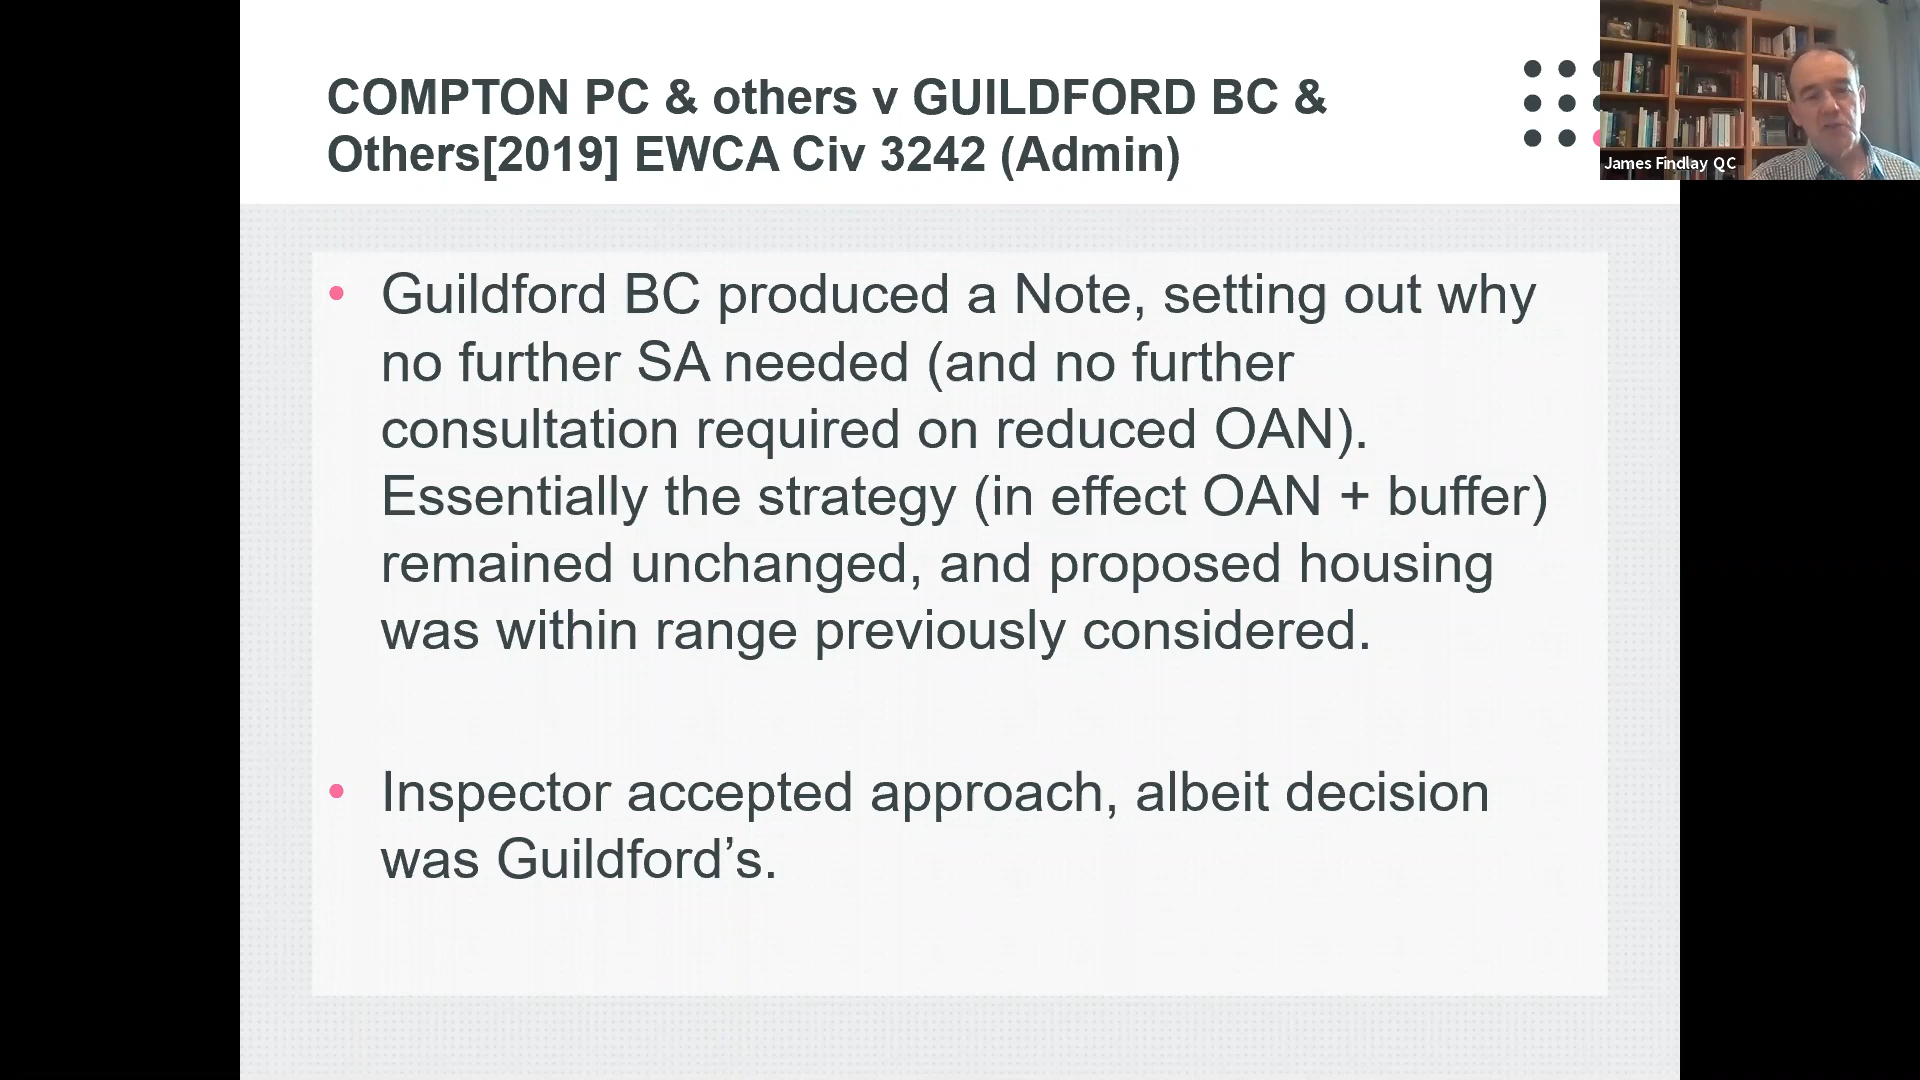 COMPTON PC & others v GUILDFORD BC &
Others[2019] EWCA Civ 3242 (Admin)
James Findlay QC
• Guildford BC produced a Note, setting out why
no further SA needed (and no further
consultation required on reduced OAN).
Essentially the strategy (in effect OAN + buffer)
remained unchanged, and proposed housing
was within range previously considered.
• Inspector accepted approach, albeit decision
was Guildford’s.